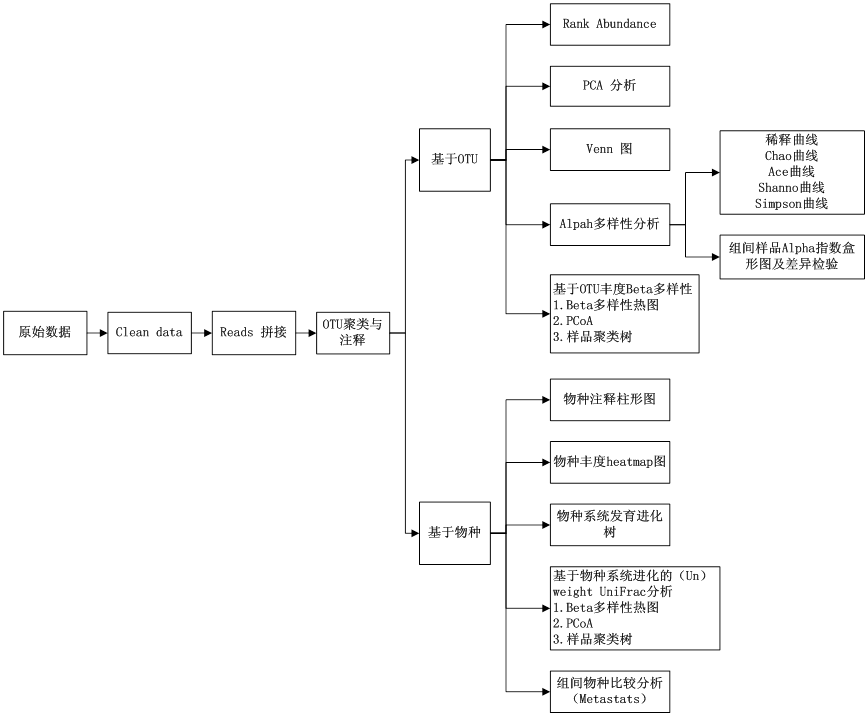 原始数据
Clean data
Reads 拼接
OTU聚类与
注释
基于OTU
Rank Abundance
PCA 分析
Venn 图
Alpah多样性分析
稀释曲线
Chao曲线
Ace曲线
Shanno曲线
Simpson曲线
组间样品Alpha指数盒
形图及差异检验
基于OTU丰度Beta多样性
1.Beta多样性热图
2.PCoA
3.样品聚类树
基于物种
物种注释柱形图
物种丰度heatmap图
物种系统发育进化
树
基于物种系统进化的（Un）
weight UniFrac分析
1.Beta多样性热图
2.PCoA
3.样品聚类树
组间物种比较分析
（Metastats）